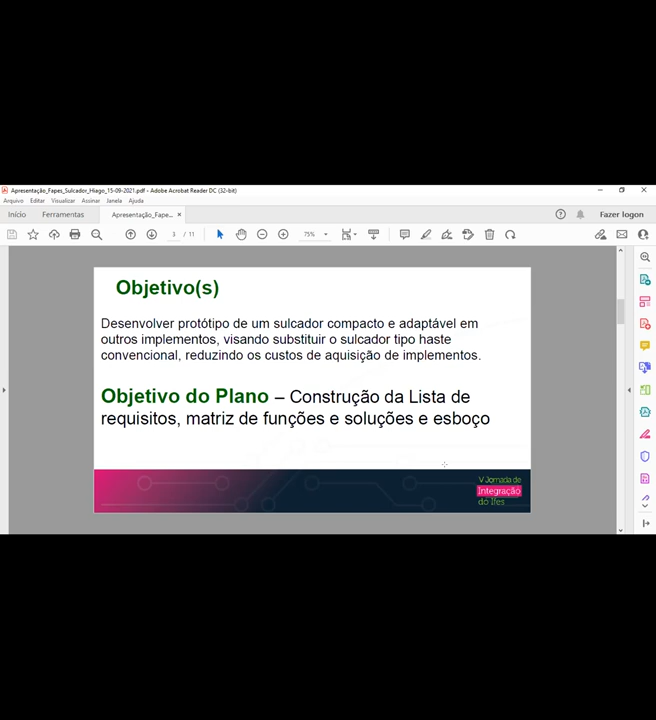 Apresentação_Fapes_Sulcador_Hiago_15-09-2021.pdf - Adobe Acrobat Reader DC (32-bit)
Arquivo Editar Visualizar Assinar Janela Ajuda
Início Ferramentas Apresentação_Fape... × Fazer logon
3 / 11 75%
Objetivo(s)
Desenvolver protótipo de um sulcador compacto e adaptável em
outros implementos, visando substituir o sulcador tipo haste
convencional, reduzindo os custos de aquisição de implementos.
Objetivo do Plano – Construção da Lista de
requisitos, matriz de funções e soluções e esboço
V Jornada de
Integração
do Ifes